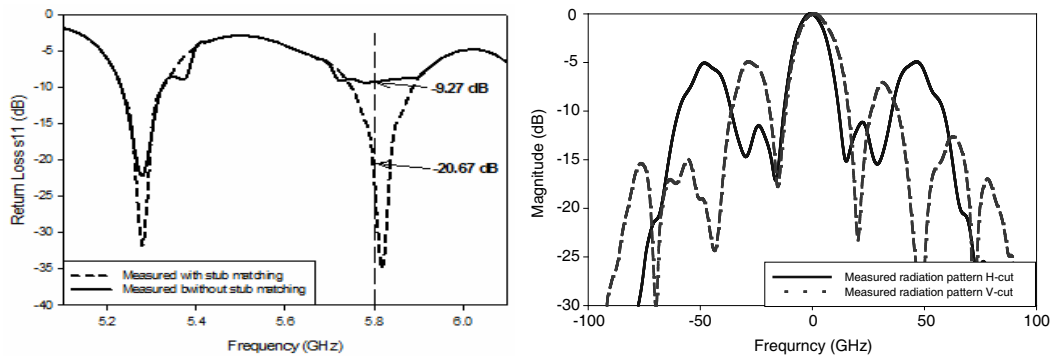 0
-5
-10
-15
-20
-25
-30
-35
-40
Return Loss s11 (dB)
-9.27 dB
-20.67 dB
Measured with stub matching
Measured bwithout stub matching
5.2
5.4
5.6
5.8
6.0
Frequency (GHz)
-0
-5
-10
-15
-20
-25
-30
Magnitude (dB)
Measured radiation pattern H-cut
Measured radiation pattern V-cut
-100
-50
0
50
100
Frequrncy (GHz)